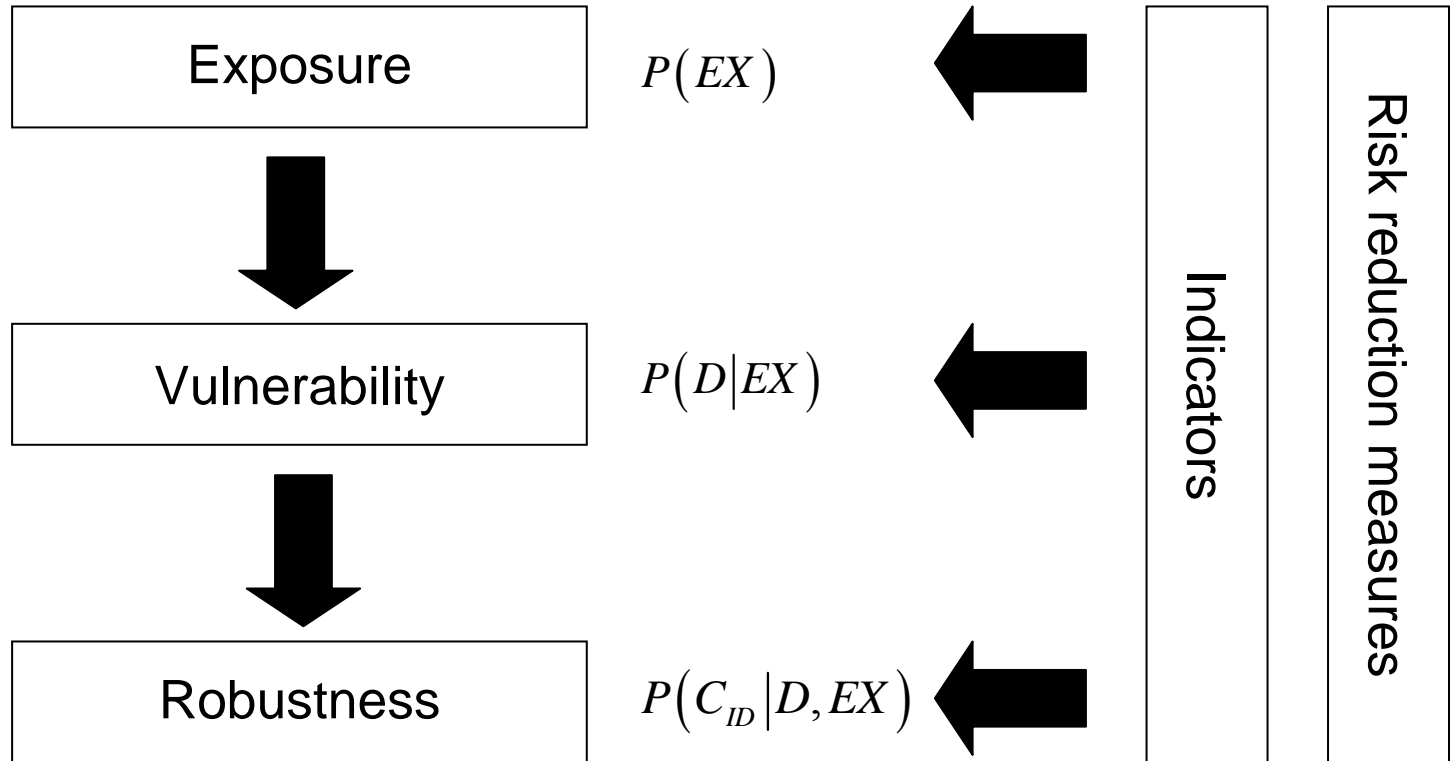 Exposure
P(EX)
Vulnerability
P(D|EX)
Robustness
P(C_ID|D,EX)
Indicators
Risk reduction measures